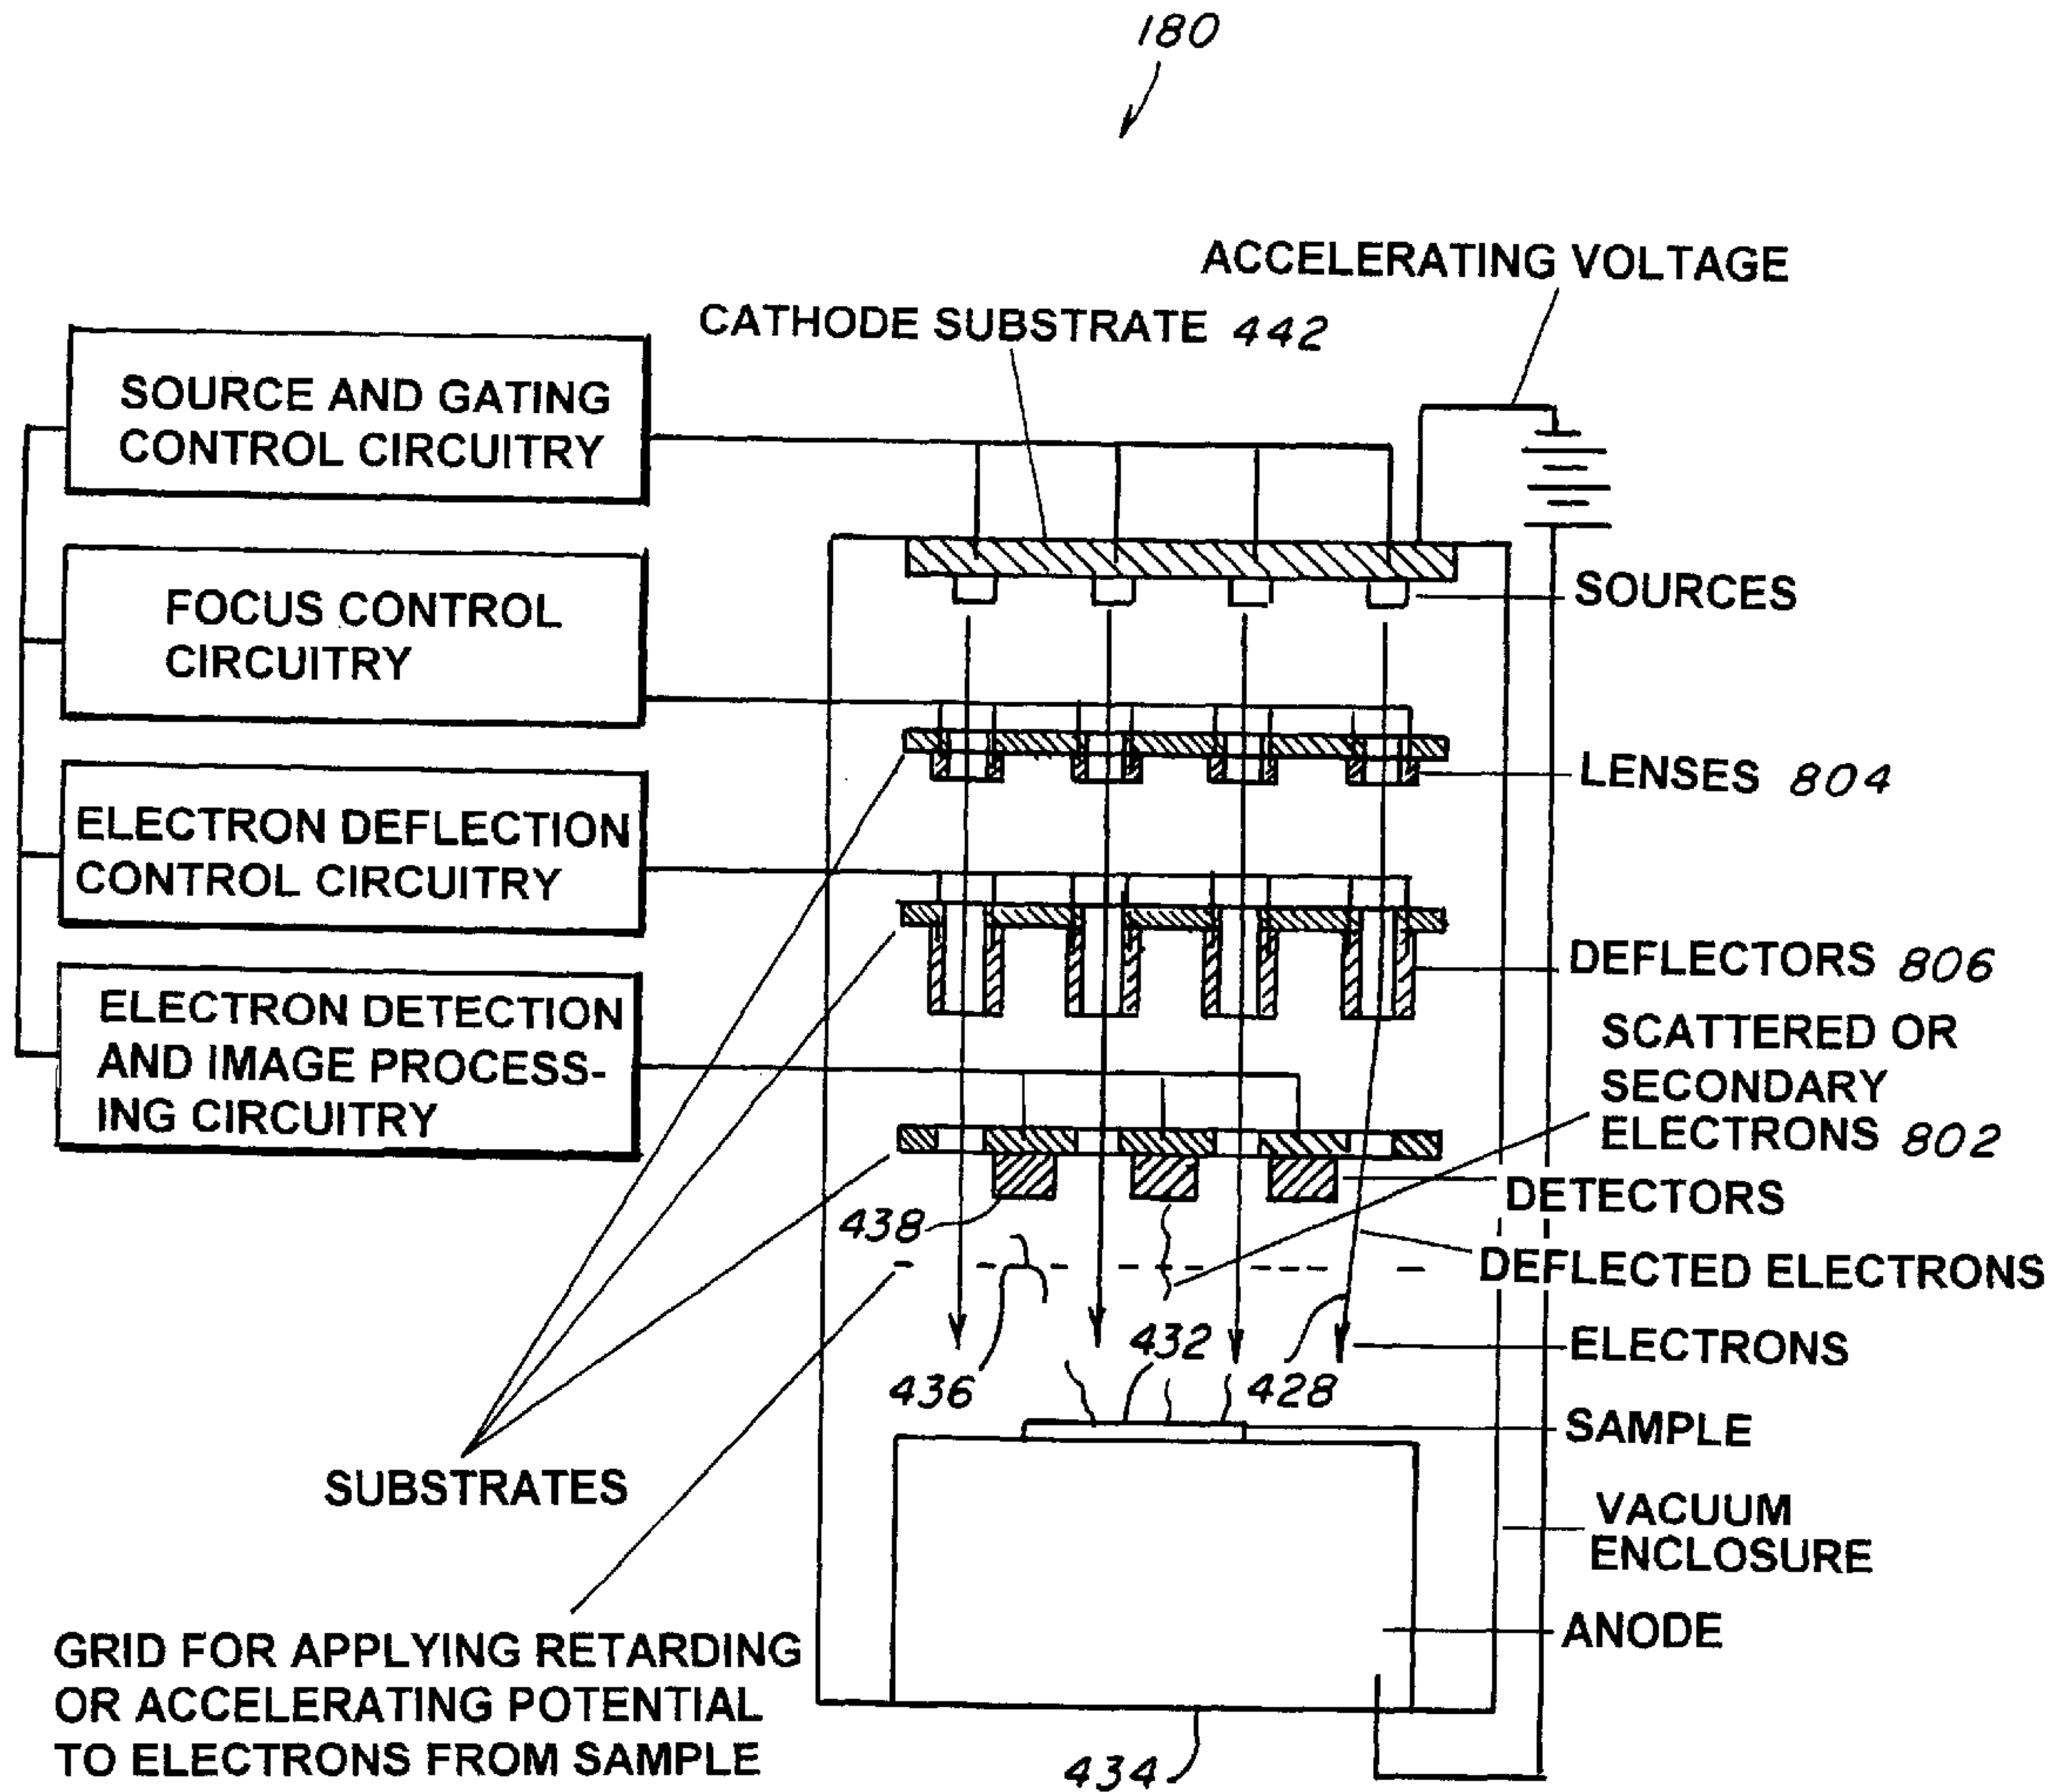 180
ACCELERATING VOLTAGE
CATHODE SUBSTRATE 442
SOURCE AND GATING
CONTROL CIRCUITRY
SOURCES
FOCUS CONTROL
CIRCUITRY
LENSES 804
ELECTRON DEFLECTION
CONTROL CIRCUITRY
DEFLECTORS 806
ELECTRON DETECTION
AND IMAGE PROCESS-
ING CIRCUITRY
SCATTERED OR
SECONDARY
ELECTRONS 802
DETECTORS
438
DEFLECTED ELECTRONS
432
ELECTRONS
436
428
SAMPLE
SUBSTRATES
VACUUM
ENCLOSURE
ANODE
GRID FOR APPLYING RETARDING
OR ACCELERATING POTENTIAL
TO ELECTRONS FROM SAMPLE
434